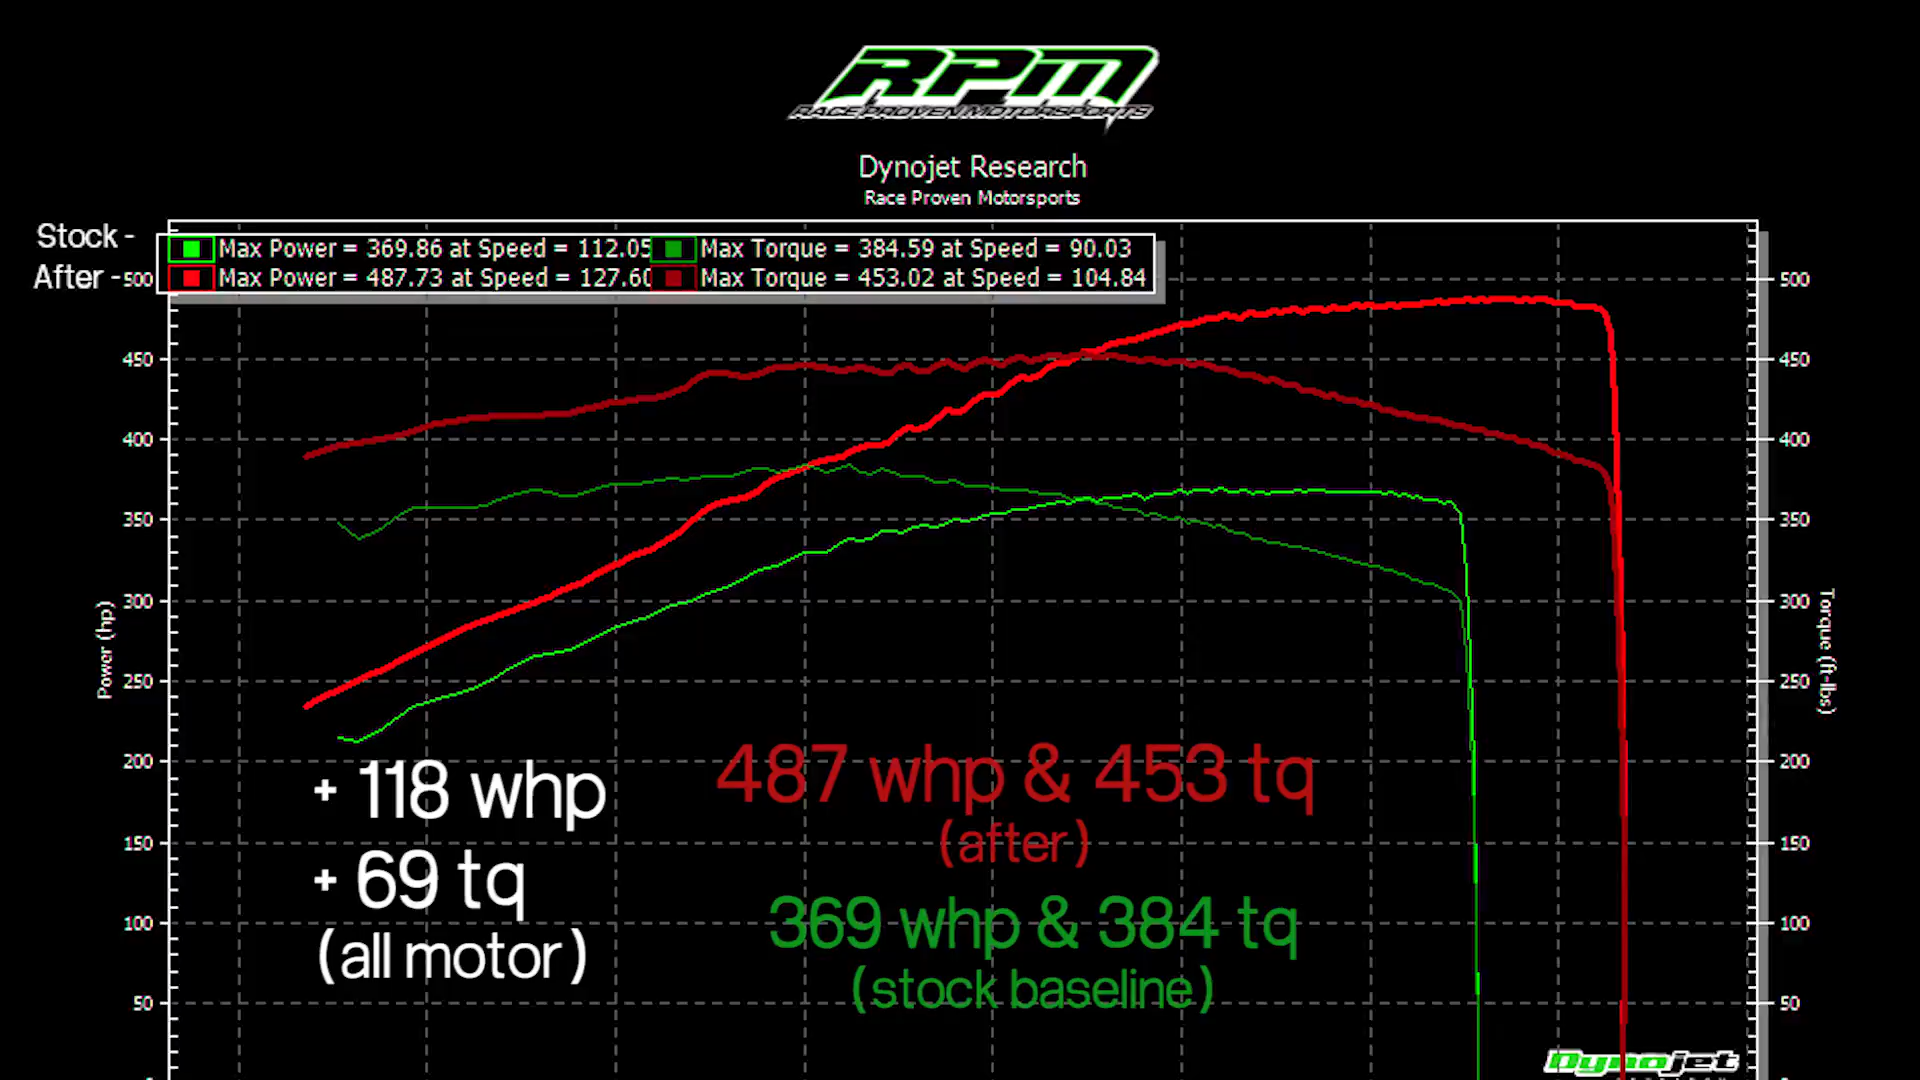 RPM
RACE PROVEN MOTORSPORTS
Dynojet Research
Race Proven Motorsports
Stock -
Max Power = 369.86 at Speed = 112.05
Max Torque = 384.59 at Speed = 90.03
After -
Max Power = 487.73 at Speed = 127.60
Max Torque = 453.02 at Speed = 104.84
500
450
400
350
300
250
200
150
100
50
Power (hp)
500
450
400
350
300
250
200
150
100
50
Torque (ft-lbs)
+ 118 whp
+ 69 tq
(all motor)
487 whp & 453 tq
(after)
369 whp & 384 tq
(stock baseline)
Dynojet